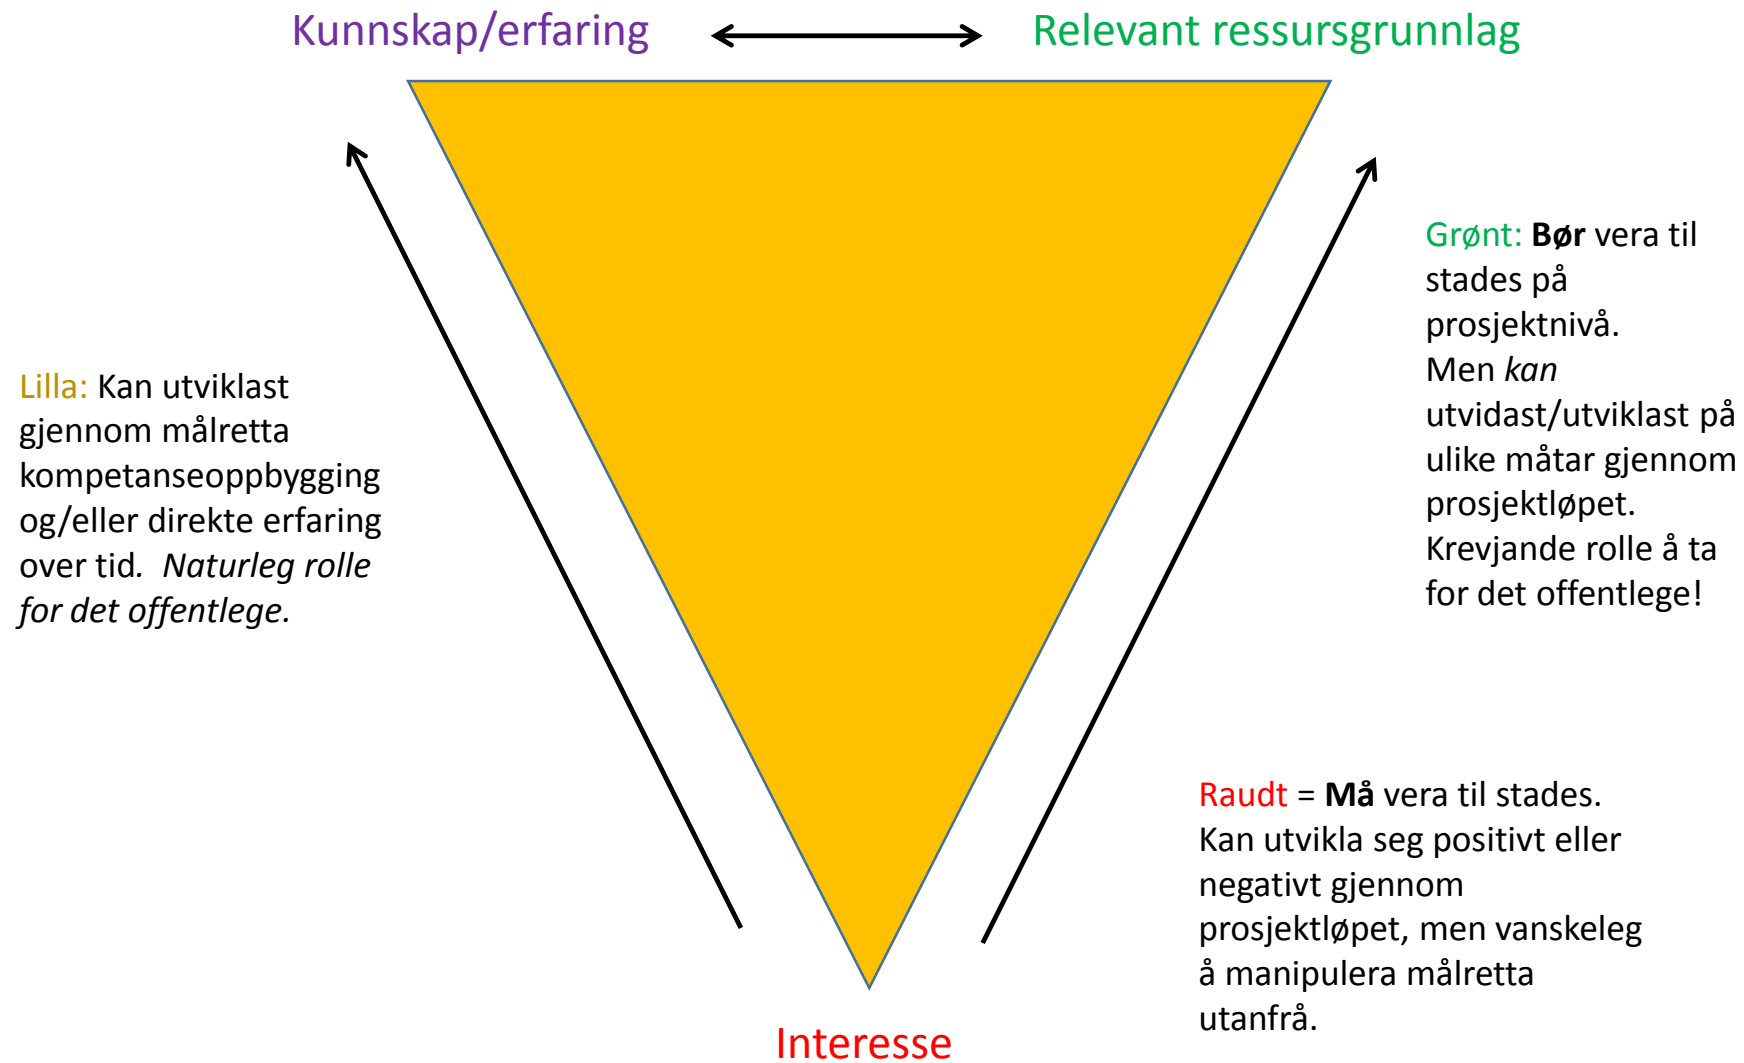 Kunnskap/erfaring
Relevant ressursgrunnlag
Lilla: Kan utviklast
gjennom målretta
kompetanseoppbygging
og/eller direkte erfaring
over tid. Naturleg rolle
for det offentlege.
Grønt: Bør vera til
stades på
prosjektnivå.
Men kan
utvidast/utviklast på
ulike måtar gjennom
prosjektløpet.
Krevjande rolle å ta
for det offentlege!
Raudt = Må vera til stades.
Kan utvikla seg positivt eller
negativt gjennom
prosjektløpet, men vanskeleg
å manipulera målretta
utanfrå.
Interesse